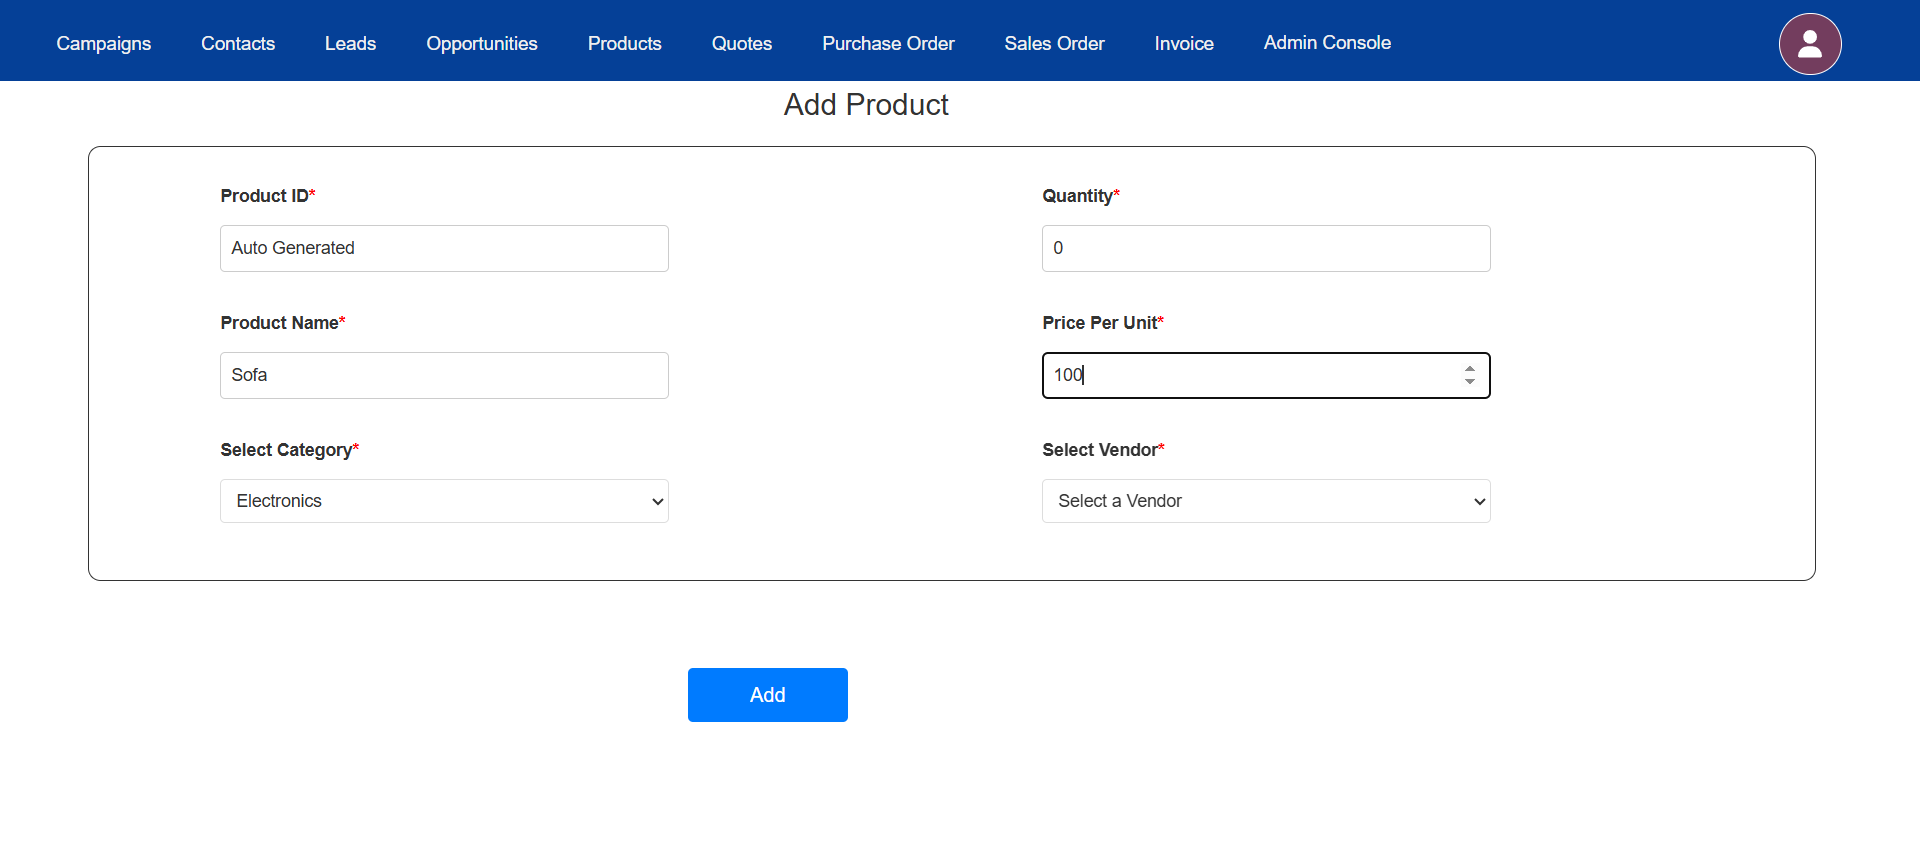 Campaigns Contacts Leads Opportunities Products Quotes Purchase Order Sales Order Invoice Admin Console
Add Product
Product ID*
Auto Generated
Quantity*
0
Product Name*
Sofa
Price Per Unit*
100
Select Category*
Electronics
Select Vendor*
Select a Vendor
Add